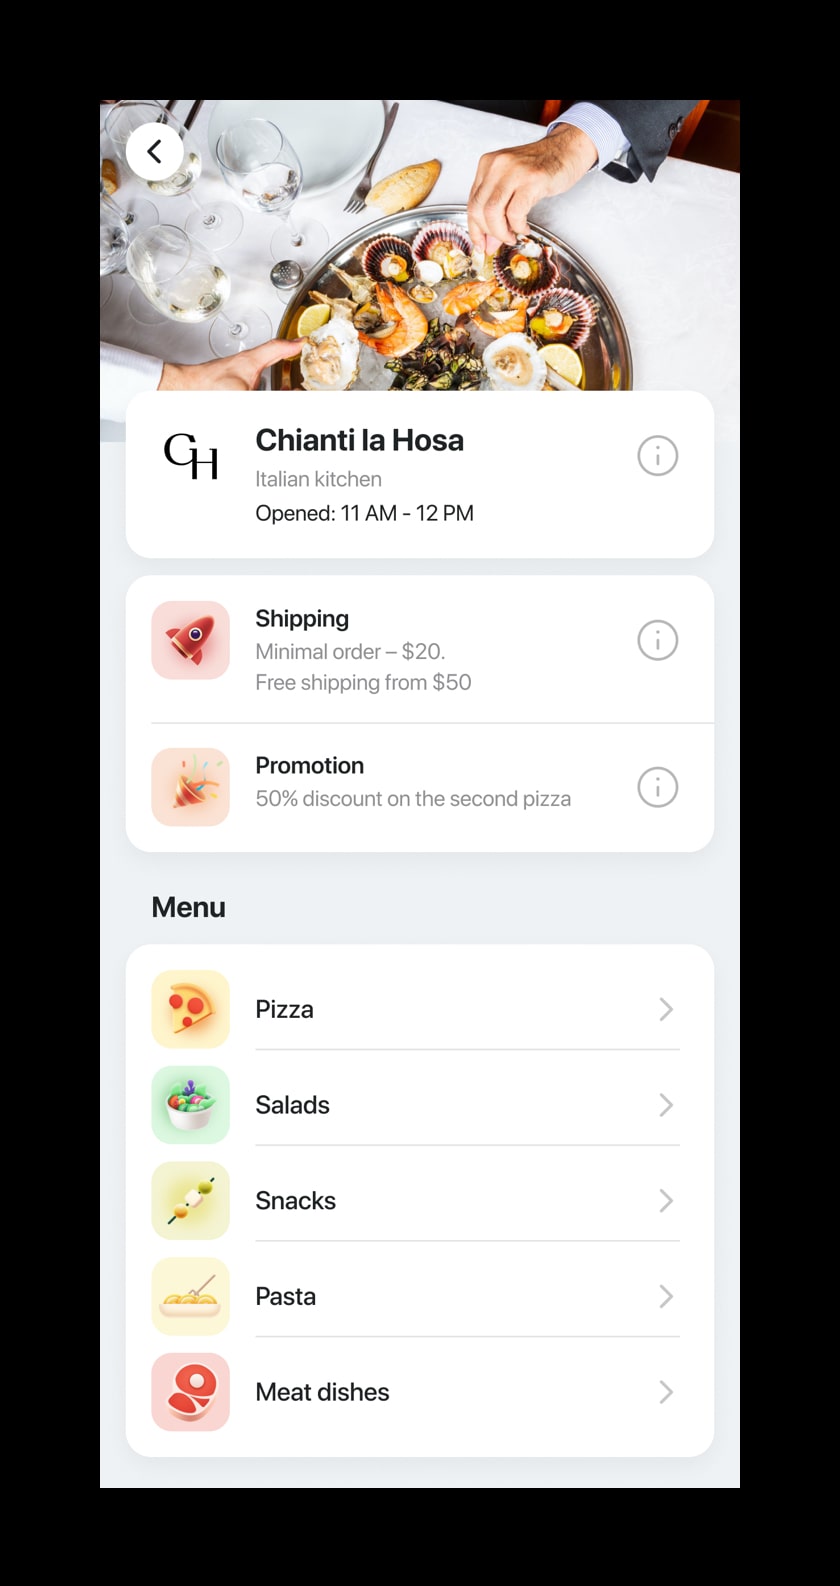 CH
Chianti la Hosa
Italian kitchen
Opened: 11 AM - 12 PM
Shipping
Minimal order – $20.
Free shipping from $50
Promotion
50% discount on the second pizza
Menu
Pizza
Salads
Snacks
Pasta
Meat dishes